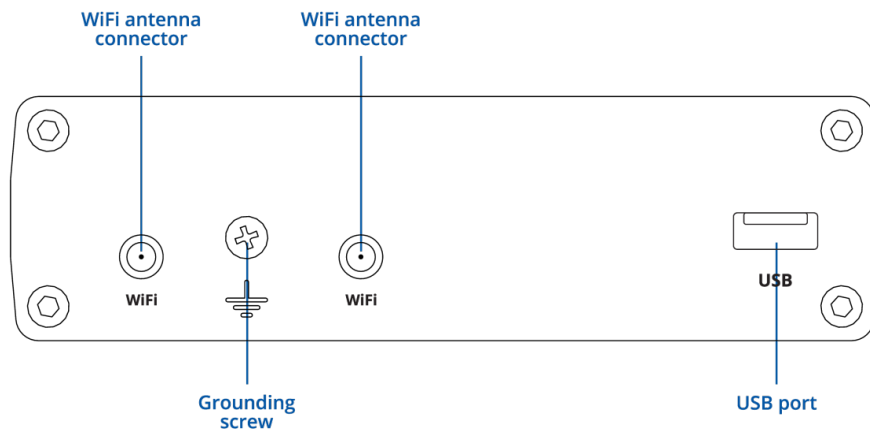 WiFi antenna
connector
WiFi antenna
connector
WiFi
WiFi
USB
Grounding
screw
USB port